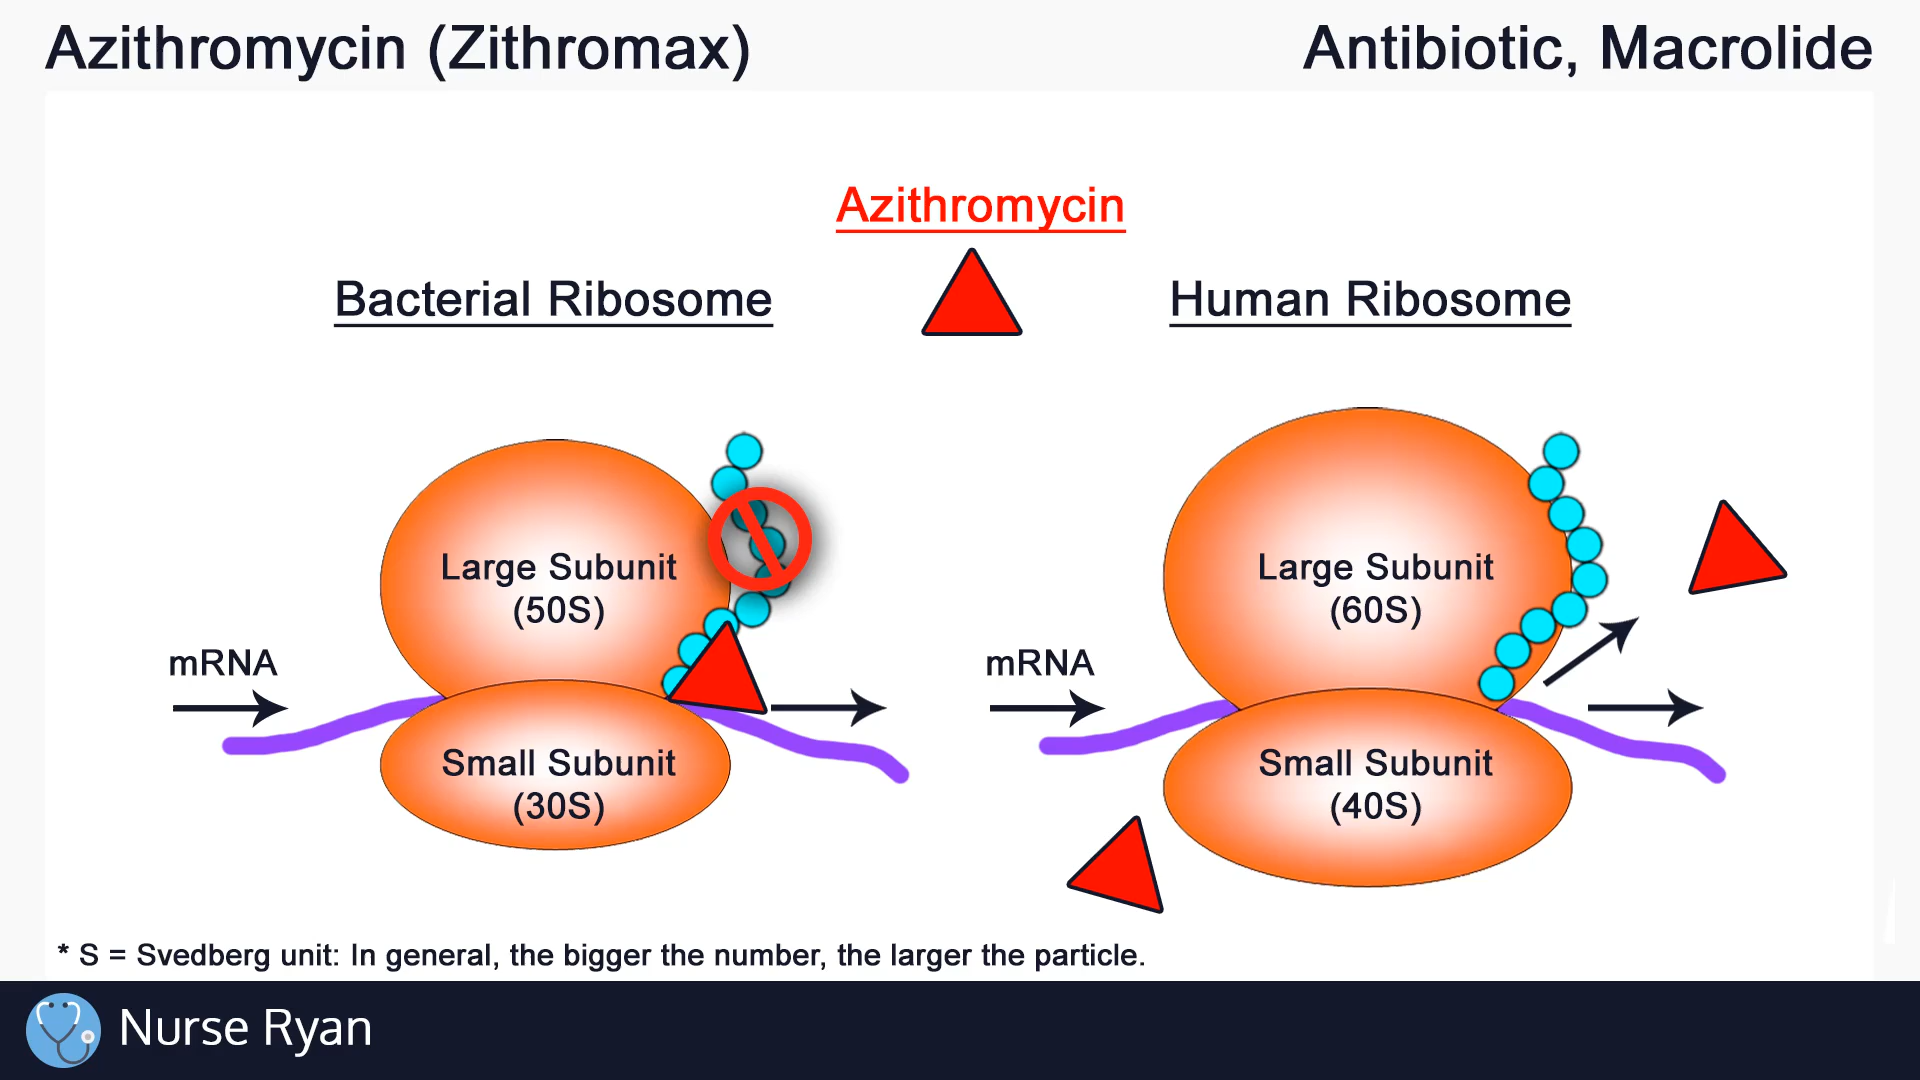 Azithromycin (Zithromax)
Antibiotic, Macrolide
Azithromycin
Bacterial Ribosome
Human Ribosome
Large Subunit
(50S)
mRNA
Small Subunit
(30S)
Large Subunit
(60S)
mRNA
Small Subunit
(40S)
* S = Svedberg unit: In general, the bigger the number, the larger the particle.
Nurse Ryan